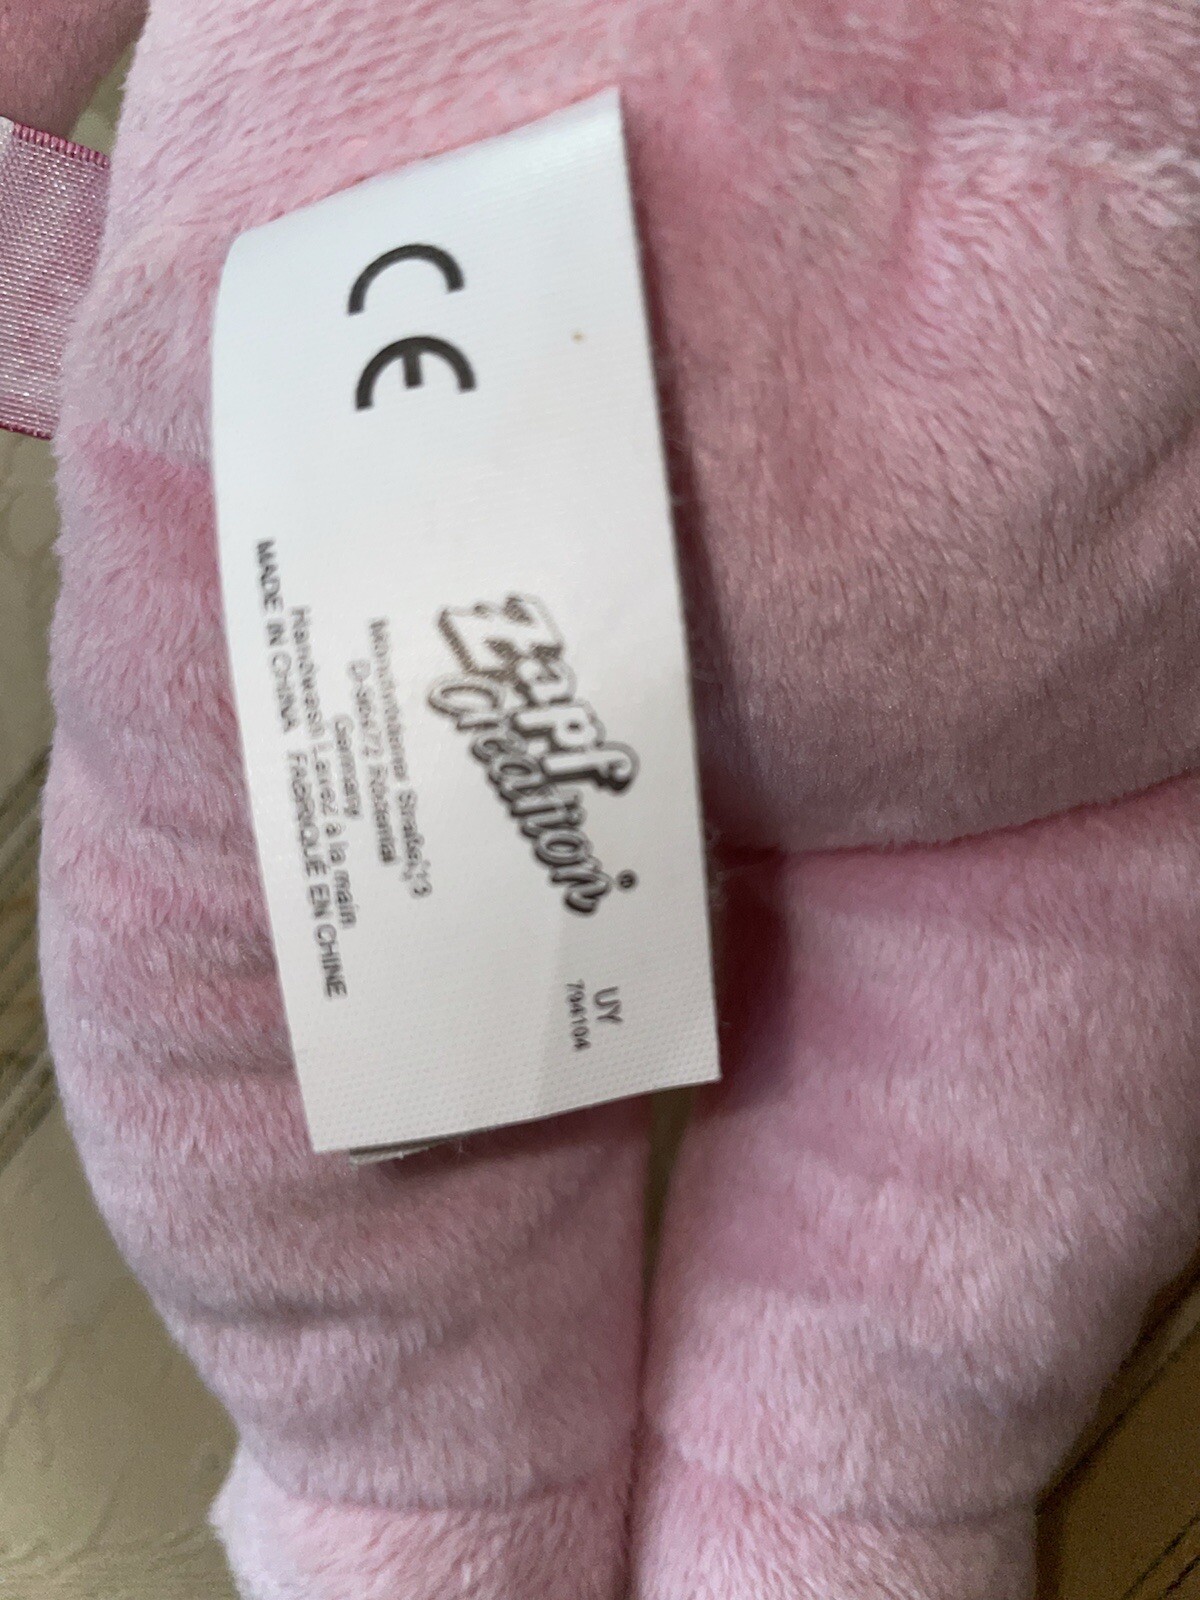 CE
Zapf
Creation®
UY
794104
Mönchrödener Straße 13
D-96472 Rödental
Germany
Handwash Lavez à la main
MADE IN CHINA FABRIQUÉ EN CHINE